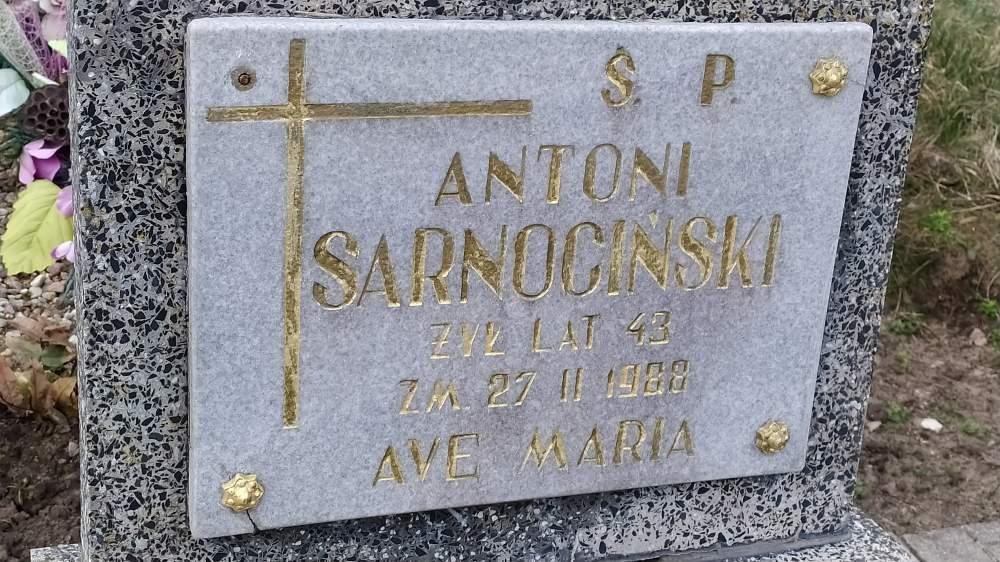 Ś. P.
ANTONI
SARNOCIŃSKI
ŻYŁ LAT 43
ZM. 27 II 1988
AVE MARIA